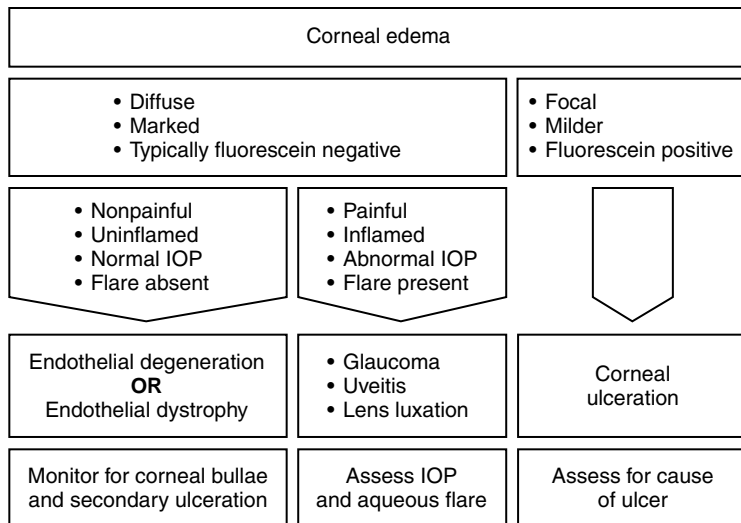 Corneal edema
• Diffuse
• Marked
• Typically fluorescein negative
• Focal
• Milder
• Fluorescein positive
• Nonpainful
• Uninflamed
• Normal IOP
• Flare absent
• Painful
• Inflamed
• Abnormal IOP
• Flare present
Endothelial degeneration
OR
Endothelial dystrophy
• Glaucoma
• Uveitis
• Lens luxation
Corneal
ulceration
Monitor for corneal bullae
and secondary ulceration
Assess IOP
and aqueous flare
Assess for cause
of ulcer